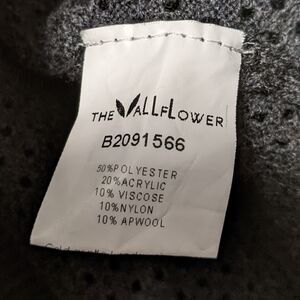 THE WALLFLOWER
B2091566
50%POLYESTER
20%ACRYLIC
10% VISCOSE
10%NYLON
10% APWOOL